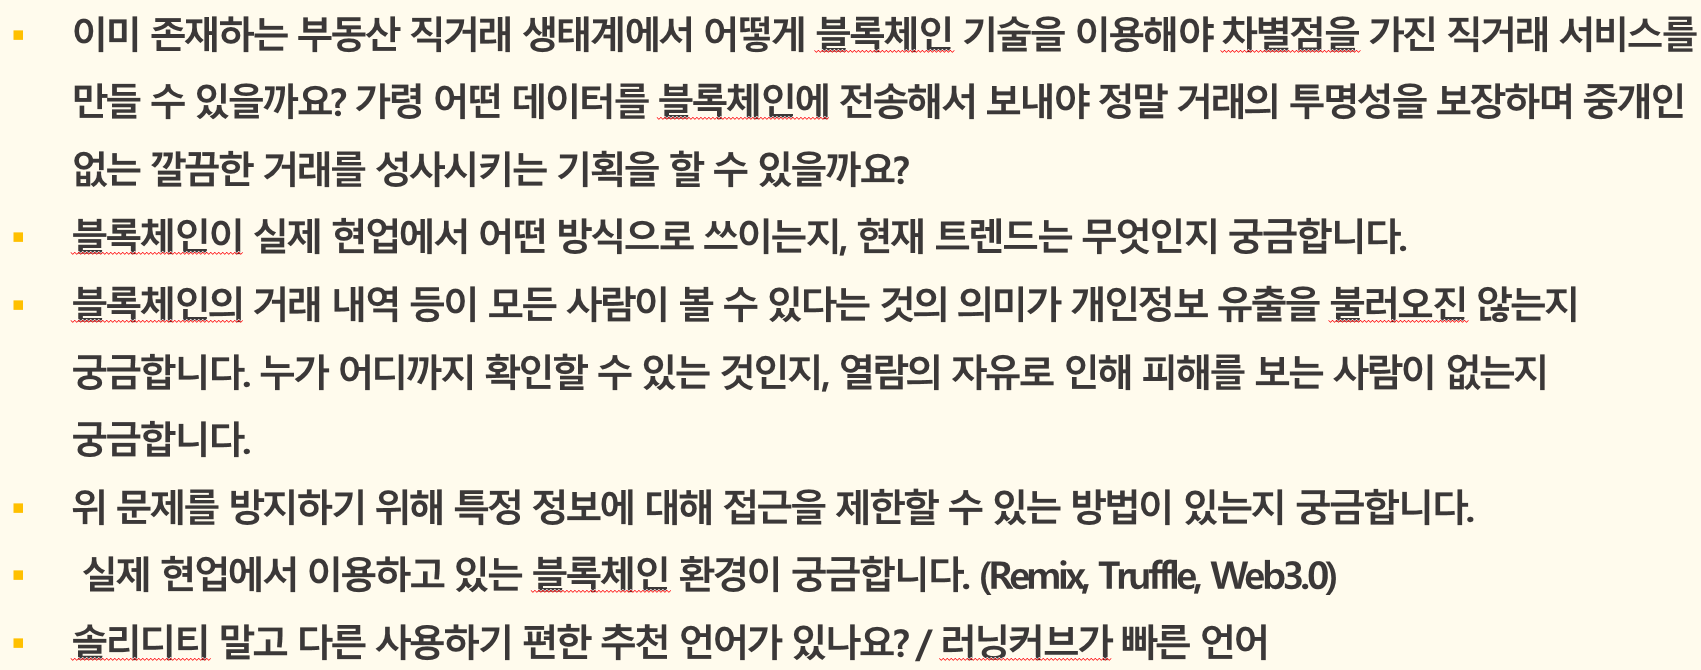 ▪ 이미 존재하는 부동산 직거래 생태계에서 어떻게 블록체인 기술을 이용해야 차별점을 가진 직거래 서비스를
만들 수 있을까요? 가령 어떤 데이터를 블록체인에 전송해서 보내야 정말 거래의 투명성을 보장하며 중개인
없는 깔끔한 거래를 성사시키는 기획을 할 수 있을까요?
▪ 블록체인이 실제 현업에서 어떤 방식으로 쓰이는지, 현재 트렌드는 무엇인지 궁금합니다.
▪ 블록체인의 거래 내역 등이 모든 사람이 볼 수 있다는 것의 의미가 개인정보 유출을 불러오진 않는지
궁금합니다. 누가 어디까지 확인할 수 있는 것인지, 열람의 자유로 인해 피해를 보는 사람이 없는지
궁금합니다.
▪ 위 문제를 방지하기 위해 특정 정보에 대해 접근을 제한할 수 있는 방법이 있는지 궁금합니다.
▪ 실제 현업에서 이용하고 있는 블록체인 환경이 궁금합니다. (Remix, Truffle, Web3.0)
▪ 솔리디티 말고 다른 사용하기 편한 추천 언어가 있나요? / 러닝커브가 빠른 언어